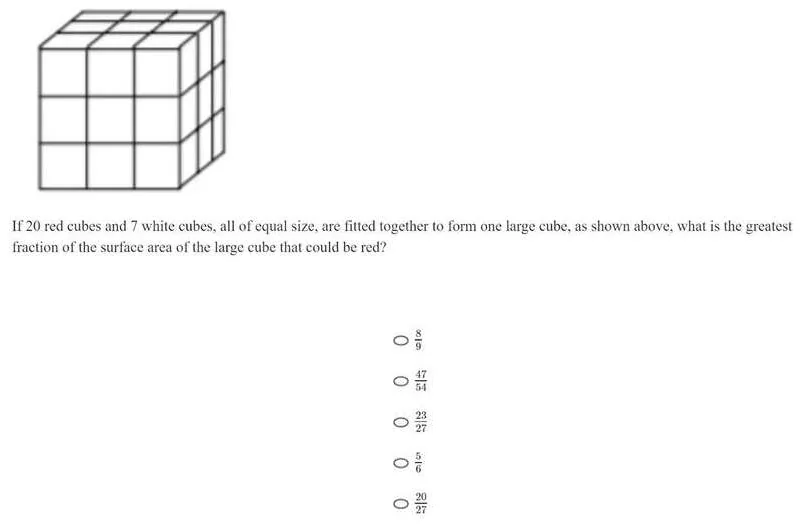 If 20 red cubes and 7 white cubes, all of equal size, are fitted together to form one large cube, as shown above, what is the greatest
fraction of the surface area of the large cube that could be red?
8/9
47/54
23/27
5/6
20/27